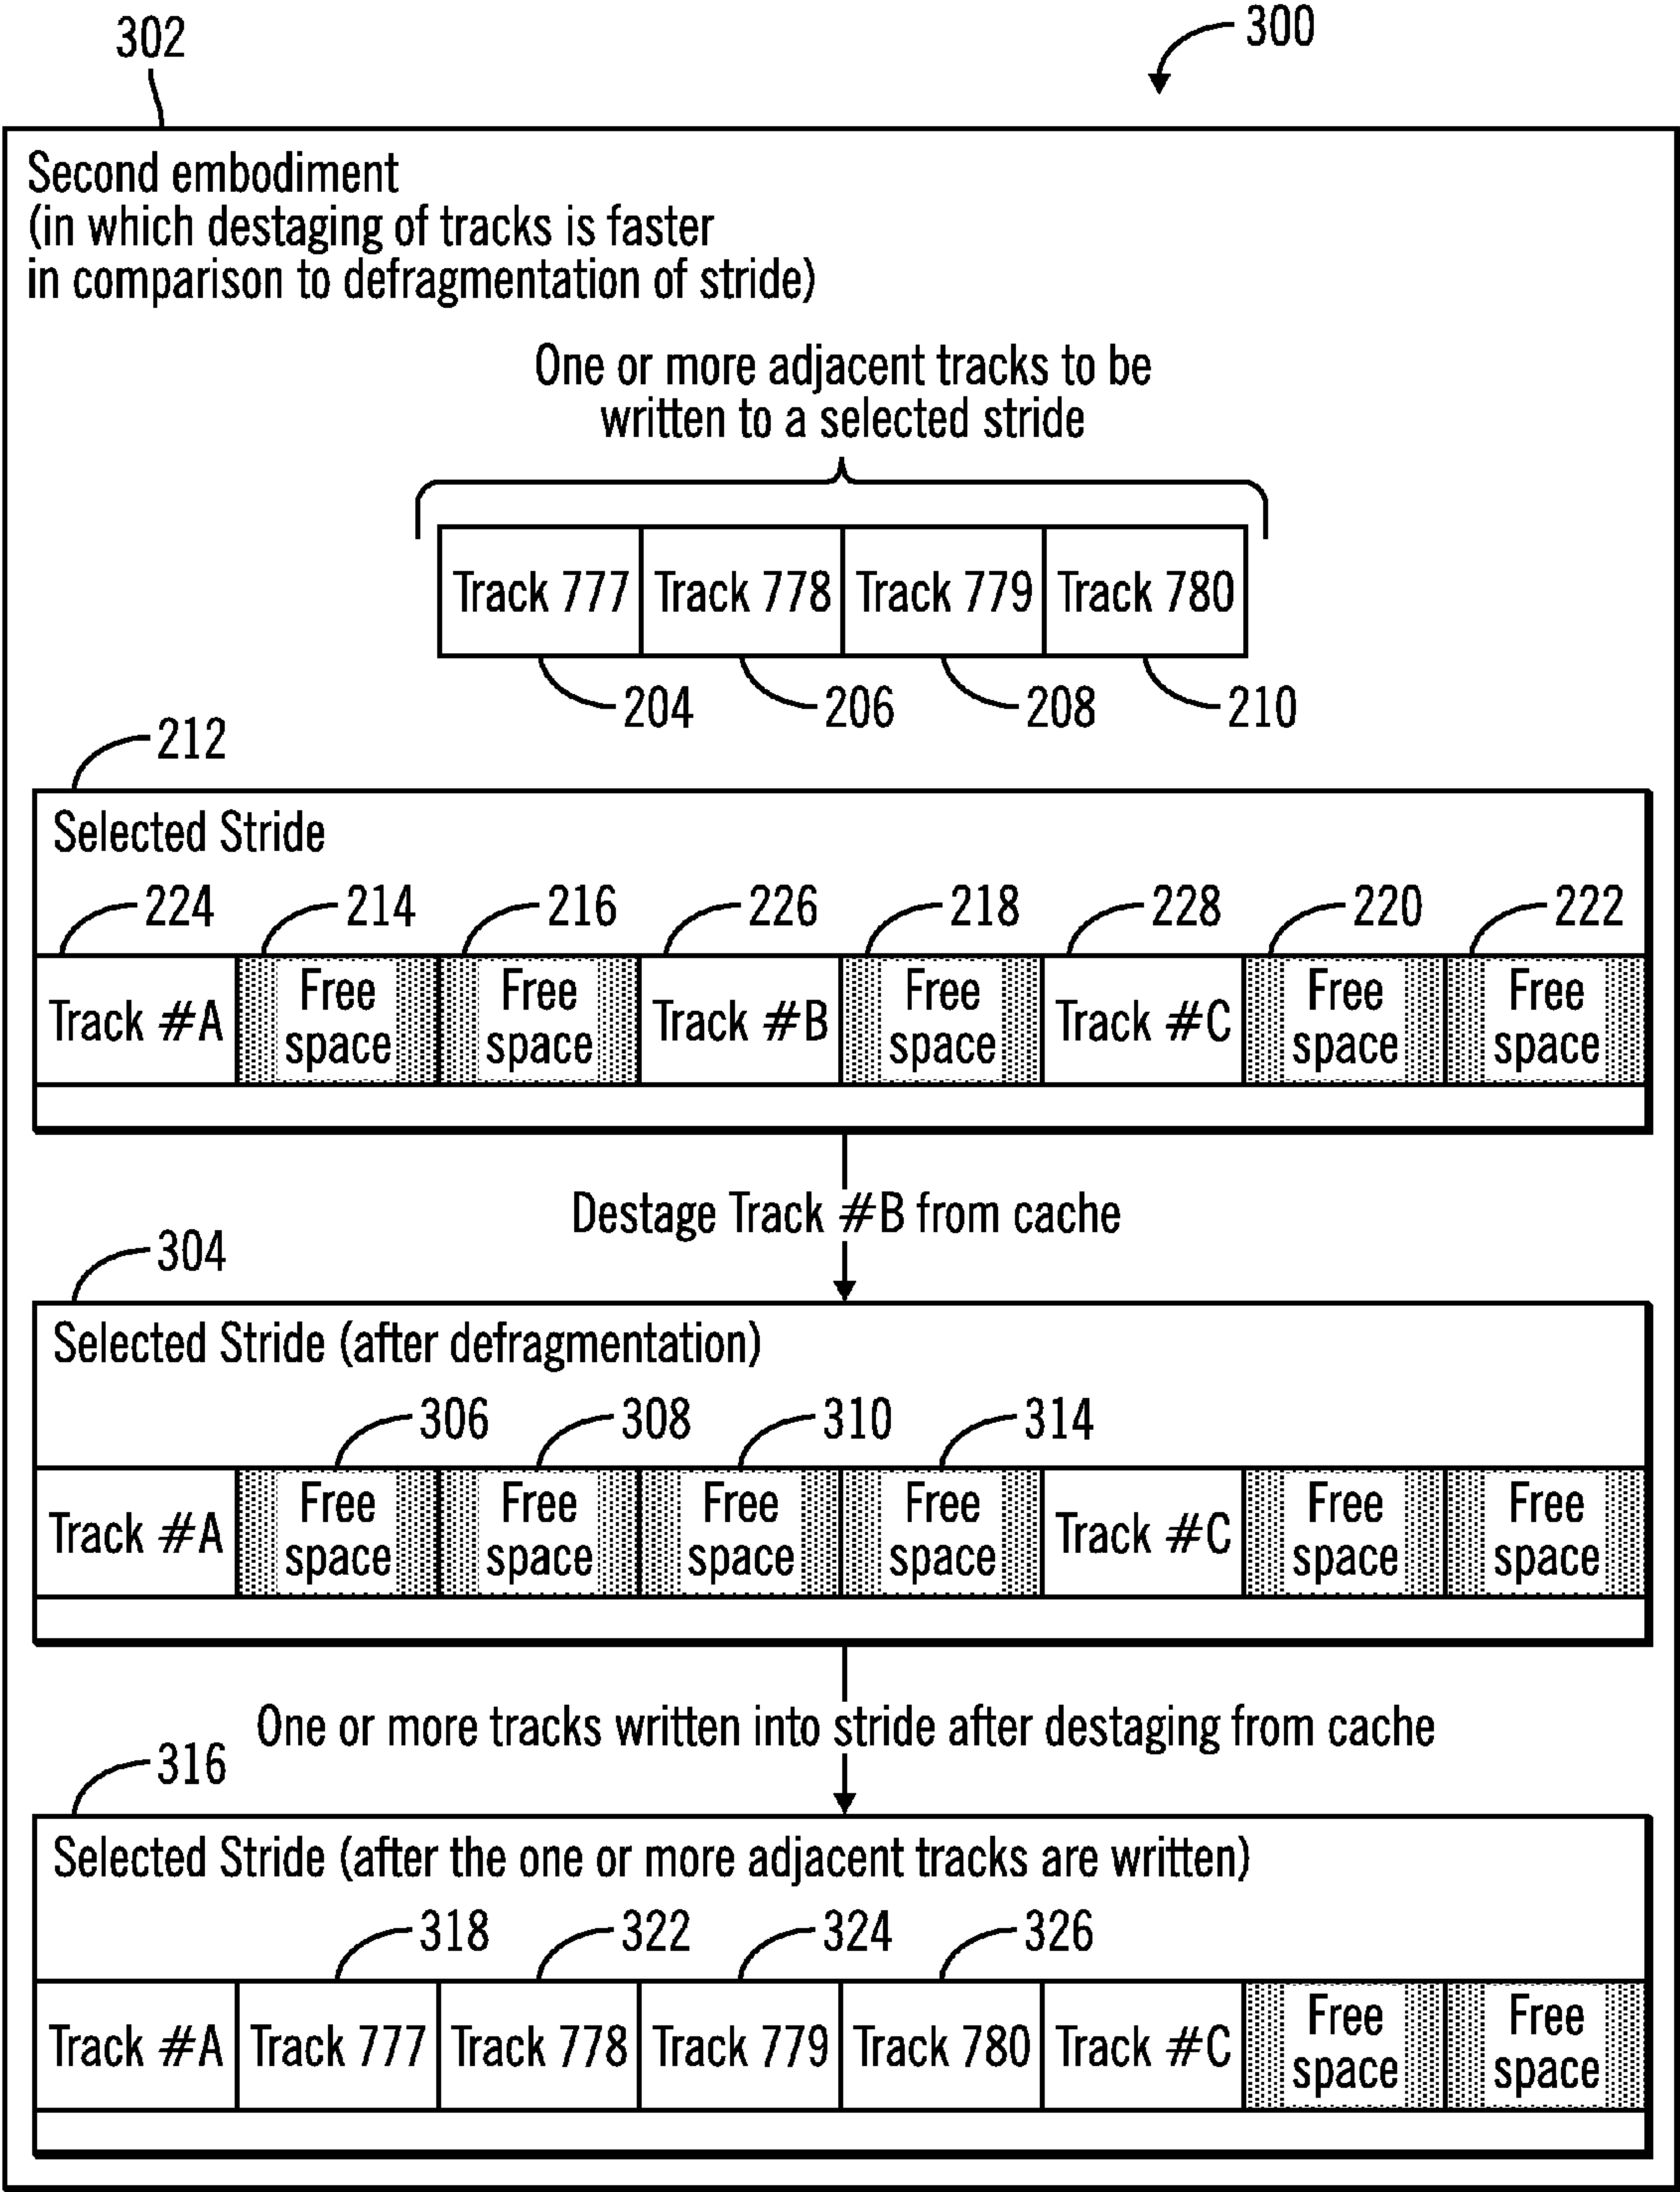 302
300
Second embodiment
(in which destaging of tracks is faster
in comparison to defragmentation of stride)
One or more adjacent tracks to be
written to a selected stride
Track 777 Track 778 Track 779 Track 780
204 206 208 210
212
Selected Stride
224 214 216 226 218 228 220 222
Track #A Free space Free space Track #B Free space Track #C Free space Free space
Destage Track #B from cache
304
Selected Stride (after defragmentation)
306 308 310 314
Track #A Free space Free space Free space Free space Track #C Free space Free space
One or more tracks written into stride after destaging from cache
316
Selected Stride (after the one or more adjacent tracks are written)
318 322 324 326
Track #A Track 777 Track 778 Track 779 Track 780 Track #C Free space Free space